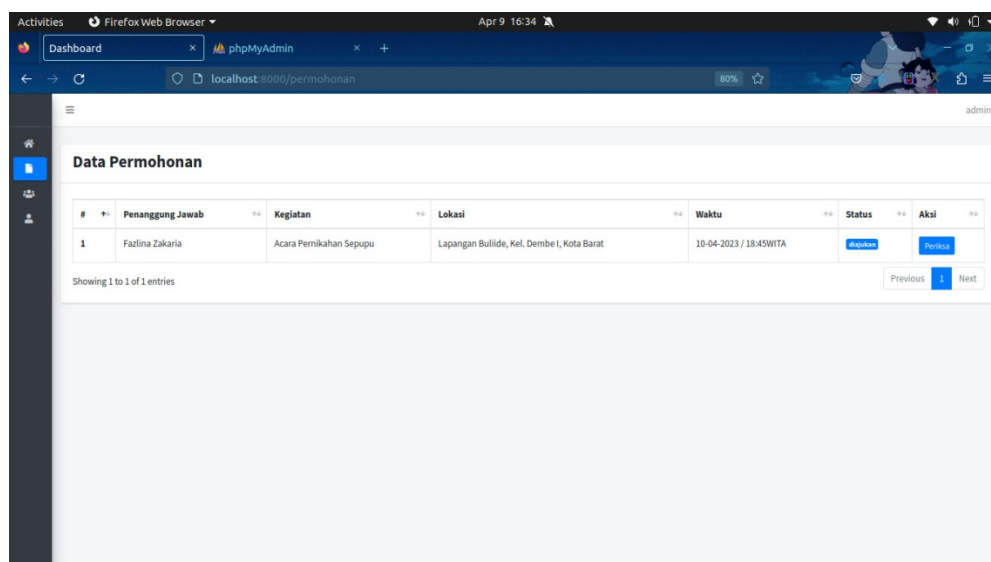 Activities Firefox Web Browser Apr 9 16:34
Dashboard × phpMyAdmin × +
localhost:8000/permohonan 80%
admin
Data Permohonan
# Penanggung Jawab Kegiatan Lokasi Waktu Status Aksi
1 Fazlina Zakaria Acara Pernikahan Sepupu Lapangan Buliide, Kel. Dembe I, Kota Barat 10-04-2023 / 18:45WITA diajukan Periksa
Showing 1 to 1 of 1 entries Previous 1 Next